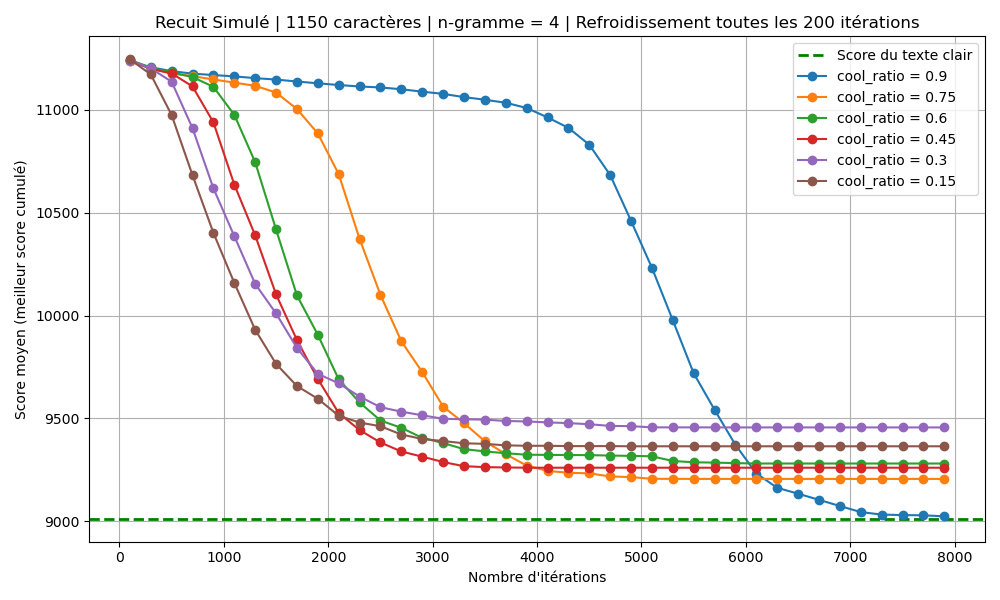 Recuit Simulé | 1150 caractères | n-gramme = 4 | Refroidissement toutes les 200 itérations
Score du texte clair
cool_ratio = 0.9
cool_ratio = 0.75
cool_ratio = 0.6
cool_ratio = 0.45
cool_ratio = 0.3
cool_ratio = 0.15
Score moyen (meilleur score cumulé)
11000
10500
10000
9500
9000
0 1000 2000 3000 4000 5000 6000 7000 8000
Nombre d'itérations